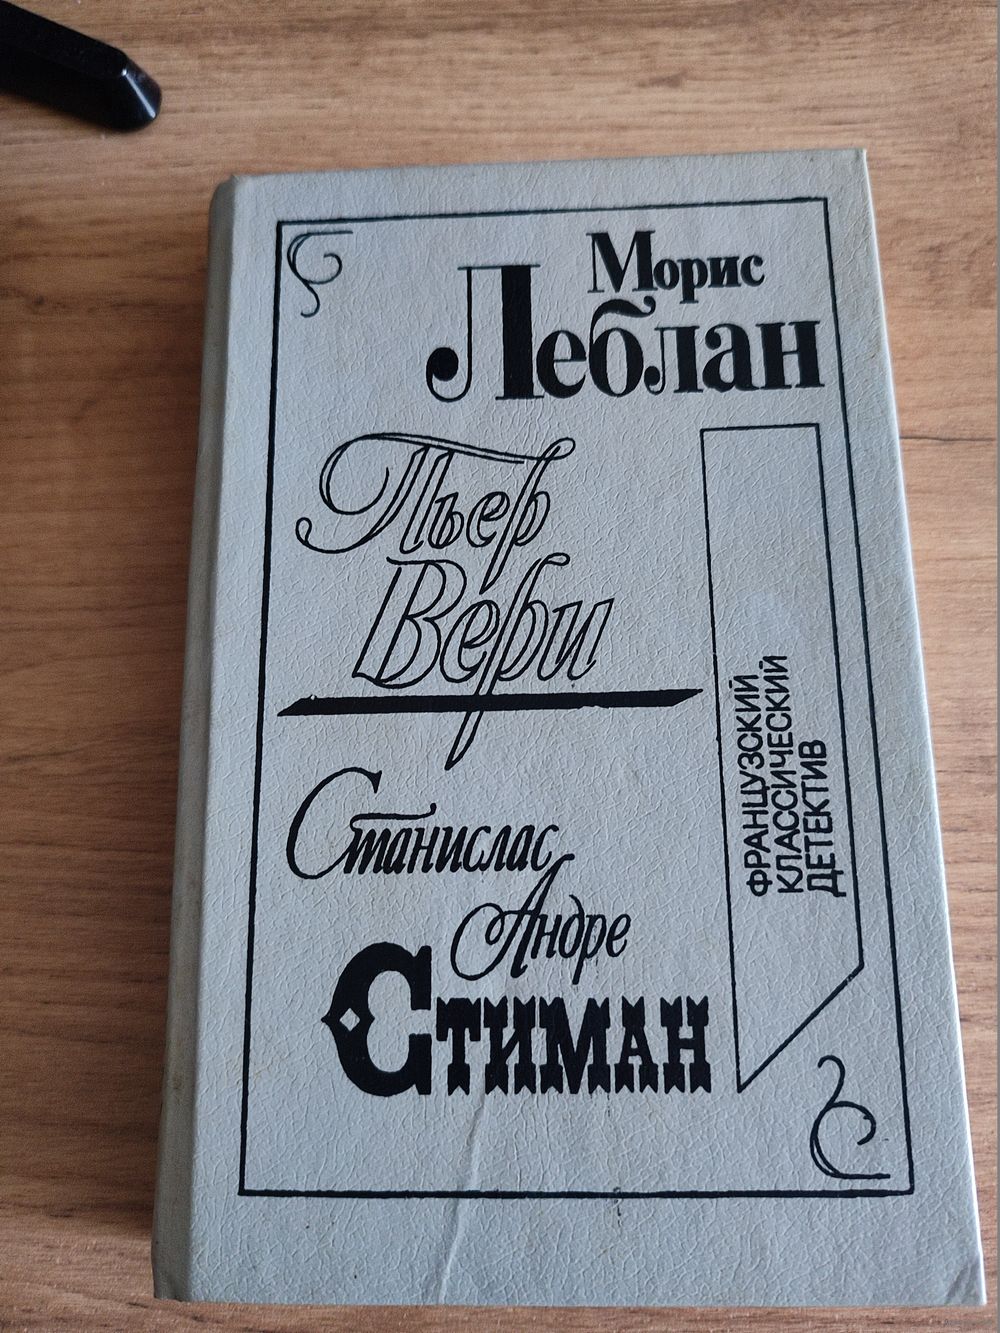 Морис
Леблан
Пьер
Вери
Станислас
Андре
Стиман
ФРАНЦУЗСКИЙ
КЛАССИЧЕСКИЙ
ДЕТЕКТИВ